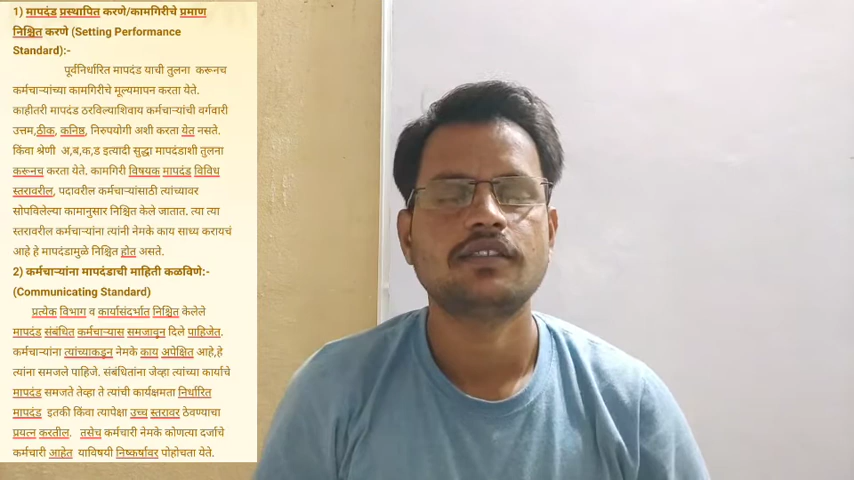 1) मापदंड प्रस्थापित करणे/कामगिरीचे प्रमाण
निश्चित करणे (Setting Performance
Standard):-
पूर्वनिर्धारित मापदंड याची तुलना करूनच
कर्मचाऱ्यांच्या कामगिरीचे मूल्यमापन करता येते.
काहीतरी मापदंड ठरविल्याशिवाय कर्मचाऱ्यांची वर्गवारी
उत्तम,ठीक, कनिष्ठ, निरुपयोगी अशी करता येत नसते.
किंवा श्रेणी अ,ब,क,ड इत्यादी सुद्धा मापदंडाशी तुलना
करूनच करता येते. कामगिरी विषयक मापदंड विविध
स्तरावरील, पदावरील कर्मचाऱ्यांसाठी त्यांच्यावर
सोपविलेल्या कामानुसार निश्चित केले जातात. त्या त्या
स्तरावरील कर्मचाऱ्यांना त्यांनी नेमके काय साध्य करायचं
आहे हे मापदंडामुळे निश्चित होत असते.
2) कर्मचाऱ्यांना मापदंडाची माहिती कळविणे:-
(Communicating Standard)
प्रत्येक विभाग व कार्यासंदर्भात निश्चित केलेले
मापदंड संबंधित कर्मचाऱ्यास समजावून दिले पाहिजेत.
कर्मचाऱ्यांना त्यांच्याकडून नेमके काय अपेक्षित आहे,हे
त्यांना समजले पाहिजे. संबंधितांना जेव्हा त्यांच्या कार्याचे
मापदंड समजते तेव्हा ते त्यांची कार्यक्षमता निर्धारित
मापदंड इतकी किंवा त्यापेक्षा उच्च स्तरावर ठेवण्याचा
प्रयत्न करतील. तसेच कर्मचारी नेमके कोणत्या दर्जाचे
कर्मचारी आहेत याविषयी निष्कर्षावर पोहोचता येते.